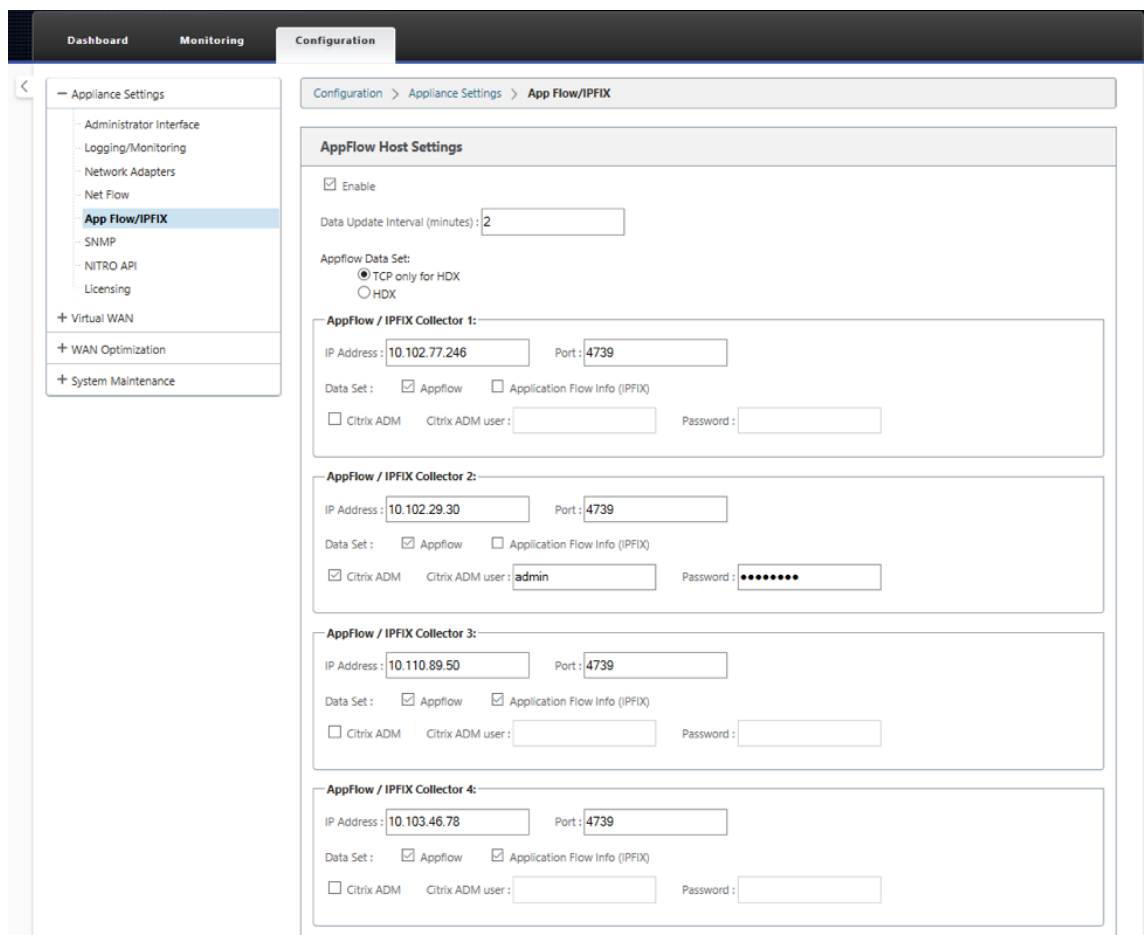 Dashboard Monitoring Configuration
Appliance Settings
Administrator Interface
Logging/Monitoring
Network Adapters
Net Flow
App Flow/IPFIX
SNMP
NITRO API
Licensing
Virtual WAN
WAN Optimization
System Maintenance
Configuration > Appliance Settings > App Flow/IPFIX
AppFlow Host Settings
Enable
Data Update Interval (minutes) : 2
Appflow Data Set:
TCP only for HDX
HDX
AppFlow / IPFIX Collector 1:
IP Address : 10.102.77.246 Port : 4739
Data Set : Appflow Application Flow Info (IPFIX)
Citrix ADM Citrix ADM user : Password :
AppFlow / IPFIX Collector 2:
IP Address : 10.102.29.30 Port : 4739
Data Set : Appflow Application Flow Info (IPFIX)
Citrix ADM Citrix ADM user : admin Password : ••••••••
AppFlow / IPFIX Collector 3:
IP Address : 10.110.89.50 Port : 4739
Data Set : Appflow Application Flow Info (IPFIX)
Citrix ADM Citrix ADM user : Password :
AppFlow / IPFIX Collector 4:
IP Address : 10.103.46.78 Port : 4739
Data Set : Appflow Application Flow Info (IPFIX)
Citrix ADM Citrix ADM user : Password :